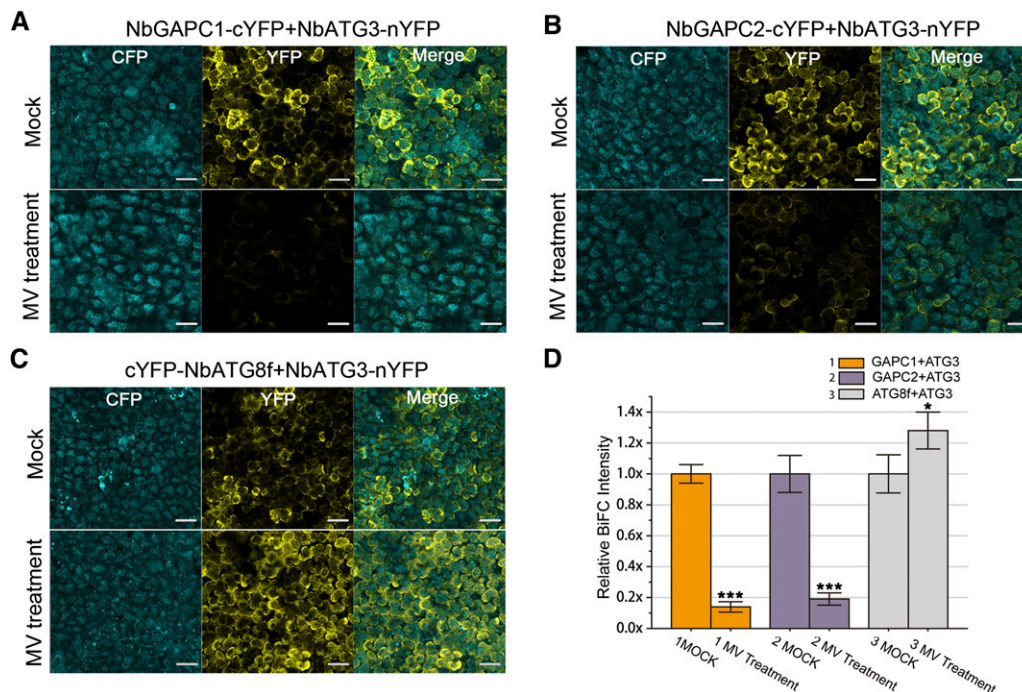 A
NbGAPC1-cYFP+NbATG3-nYFP
CFP YFP Merge
Mock
MV treatment
B
NbGAPC2-cYFP+NbATG3-nYFP
CFP YFP Merge
Mock
MV treatment
C
cYFP-NbATG8f+NbATG3-nYFP
CFP YFP Merge
Mock
MV treatment
D
1 GAPC1+ATG3
2 GAPC2+ATG3
3 ATG8f+ATG3
Relative BiFC Intensity
1.4x
1.2x
1.0x
0.8x
0.6x
0.4x
0.2x
0.0x
***
***
*
1MOCK
1 MV Treatment
2 MOCK
2 MV Treatment
3 MOCK
3 MV Treatment